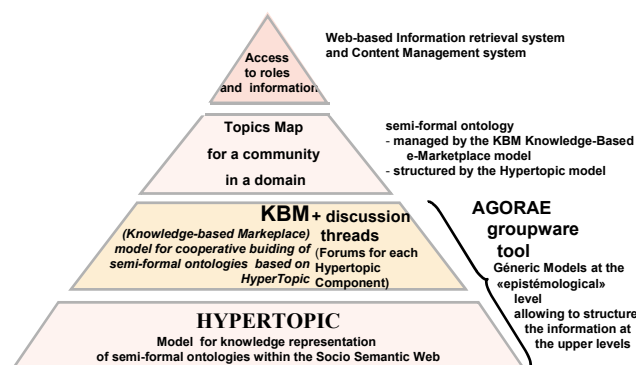 Access
to roles
and information
Web-based Information retrieval system
and Content Management system
Topics Map
for a community
in a domain
semi-formal ontology
- managed by the KBM Knowledge-Based
e-Marketplace model
- structured by the Hypertopic model
KBM + discussion
threads
(Knowledge-based Markeplace)
model for cooperative buiding of
semi-formal ontologies based on
HyperTopic
(Forums for each
Hypertopic
Component)
AGORAE
groupware
tool
Géneric Models at the
«epistémological»
level
allowing to structure
the information at
the upper levels
HYPERTOPIC
Model for knowledge representation
of semi-formal ontologies within the Socio Semantic Web